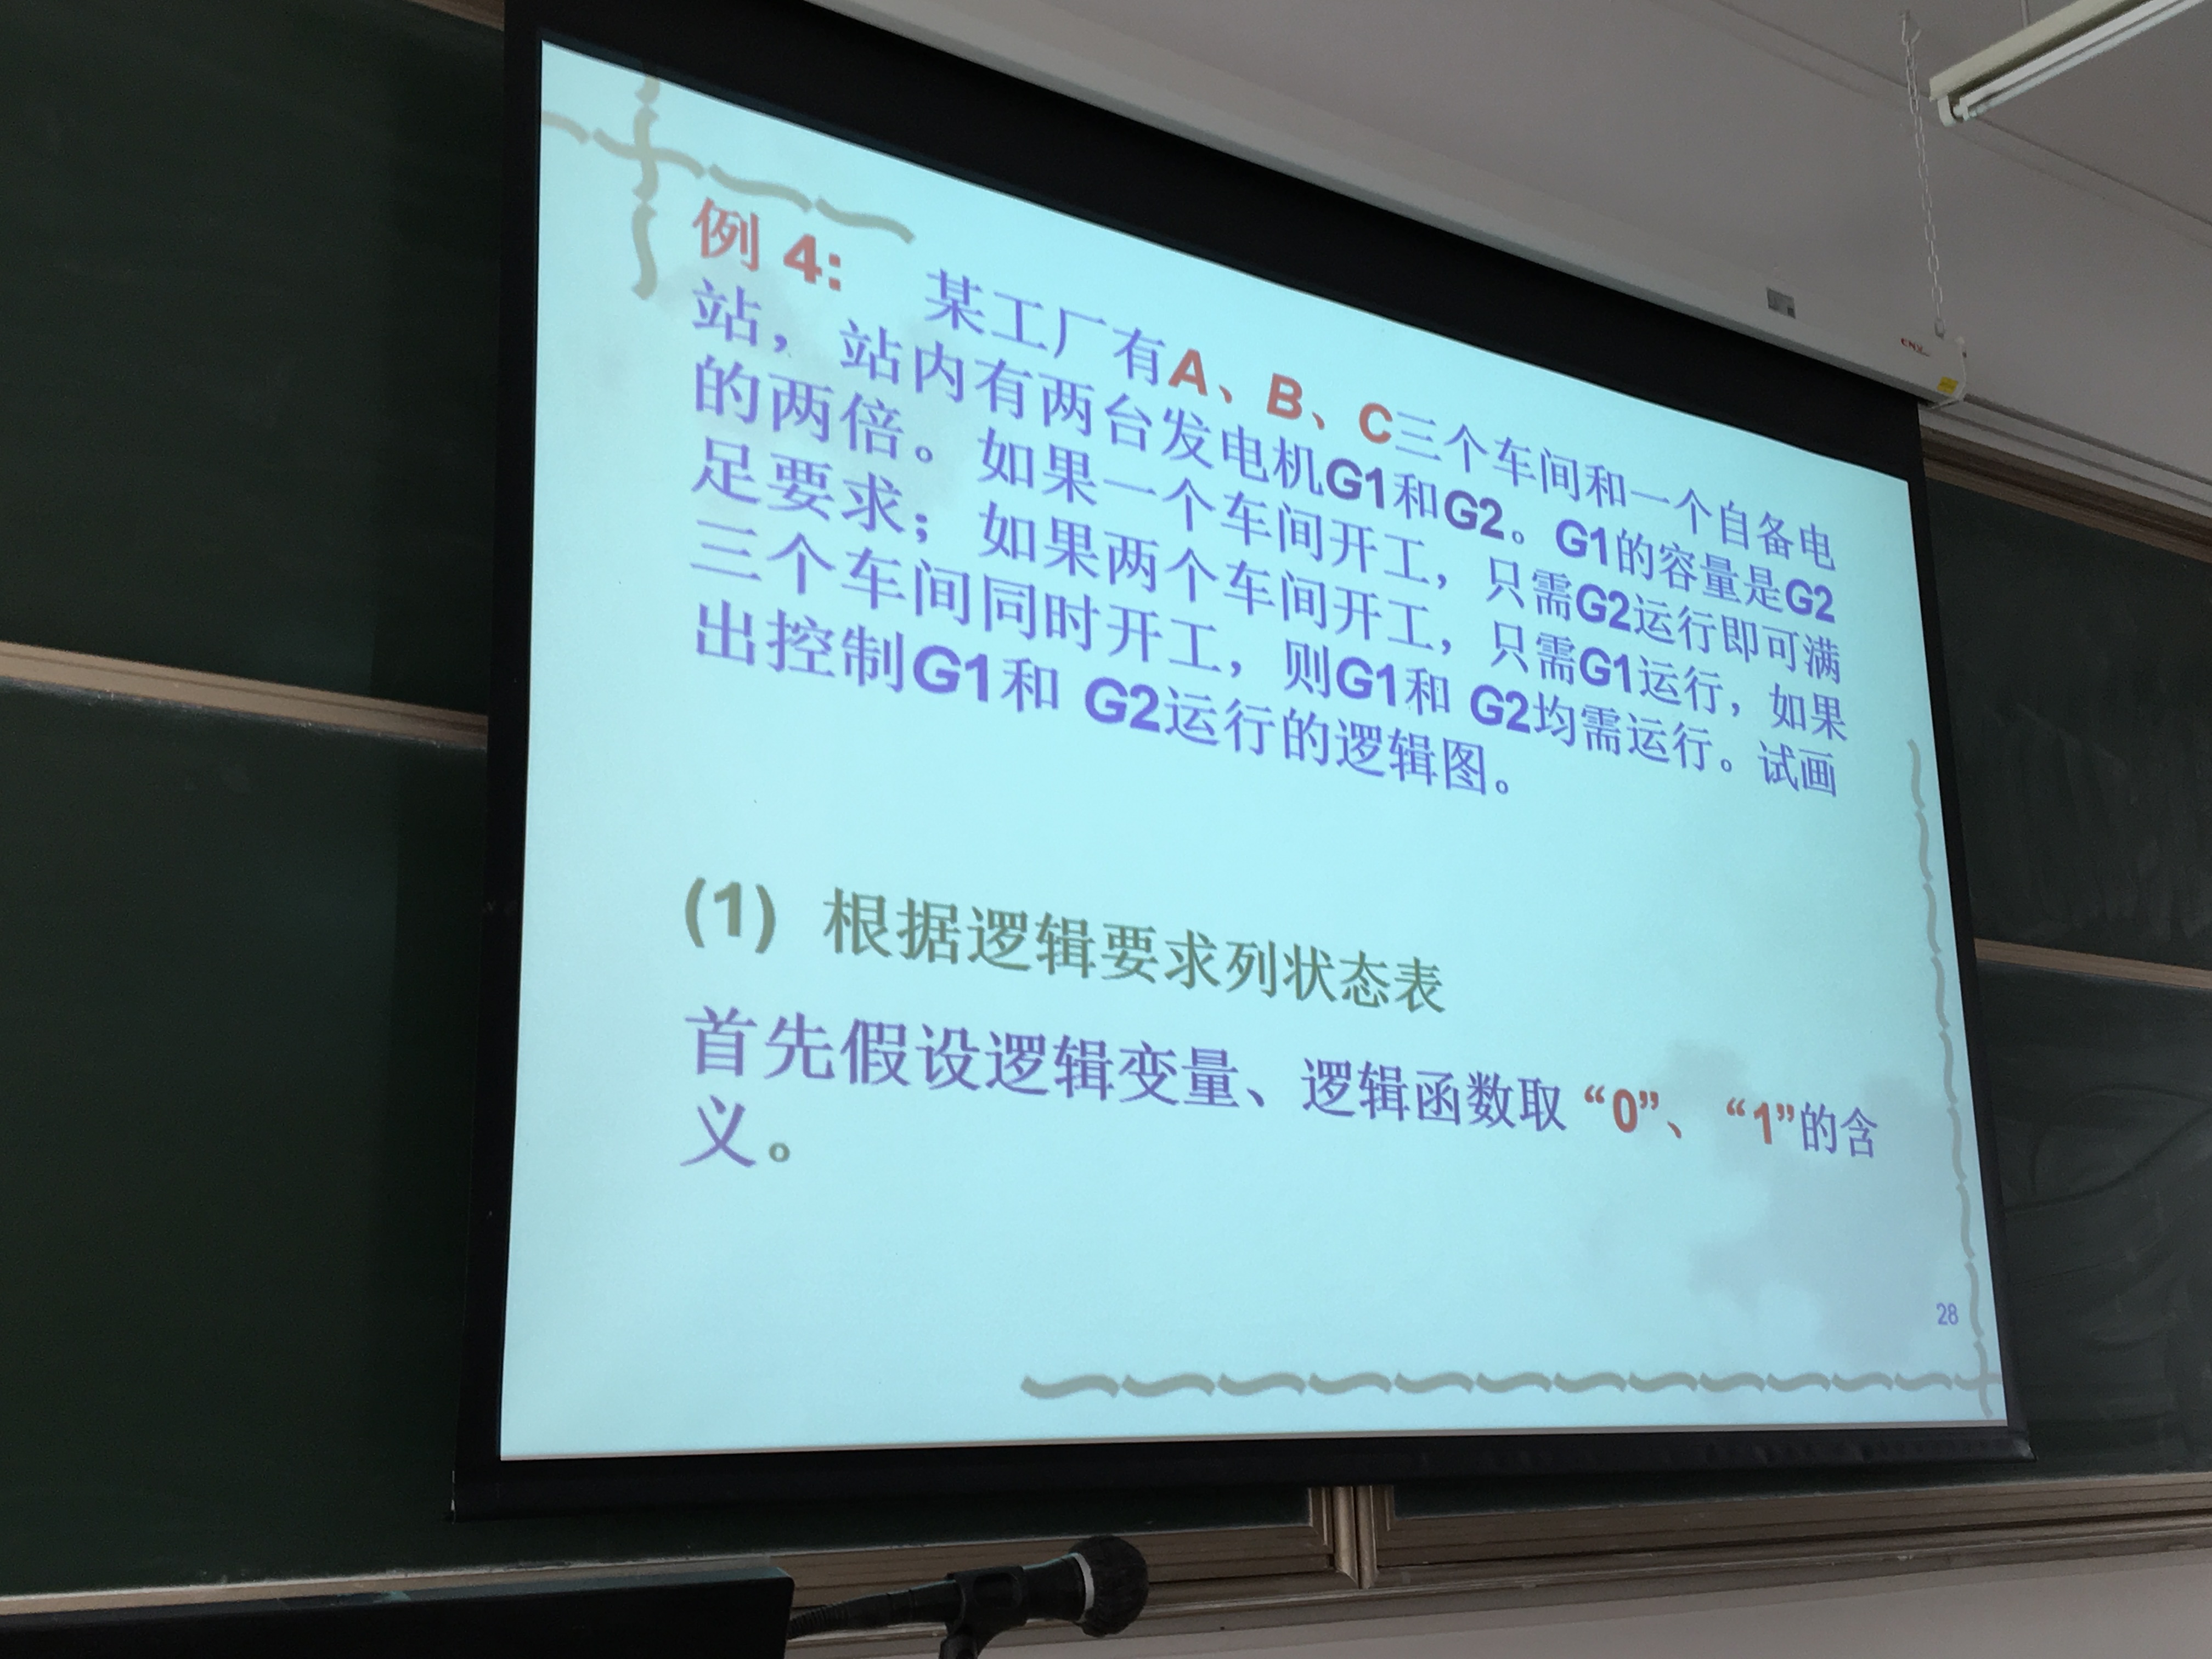 例 4: 某工厂有A、B、C三个车间和一个自备电
站，站内有两台发电机G1和G2。G1的容量是G2
的两倍。如果一个车间开工，只需G2运行即可满
足要求；如果两个车间开工，只需G1运行，如果
三个车间同时开工，则G1和 G2均需运行。试画
出控制G1和 G2运行的逻辑图。
(1) 根据逻辑要求列状态表
首先假设逻辑变量、逻辑函数取“0”、“1”的含
义。
28